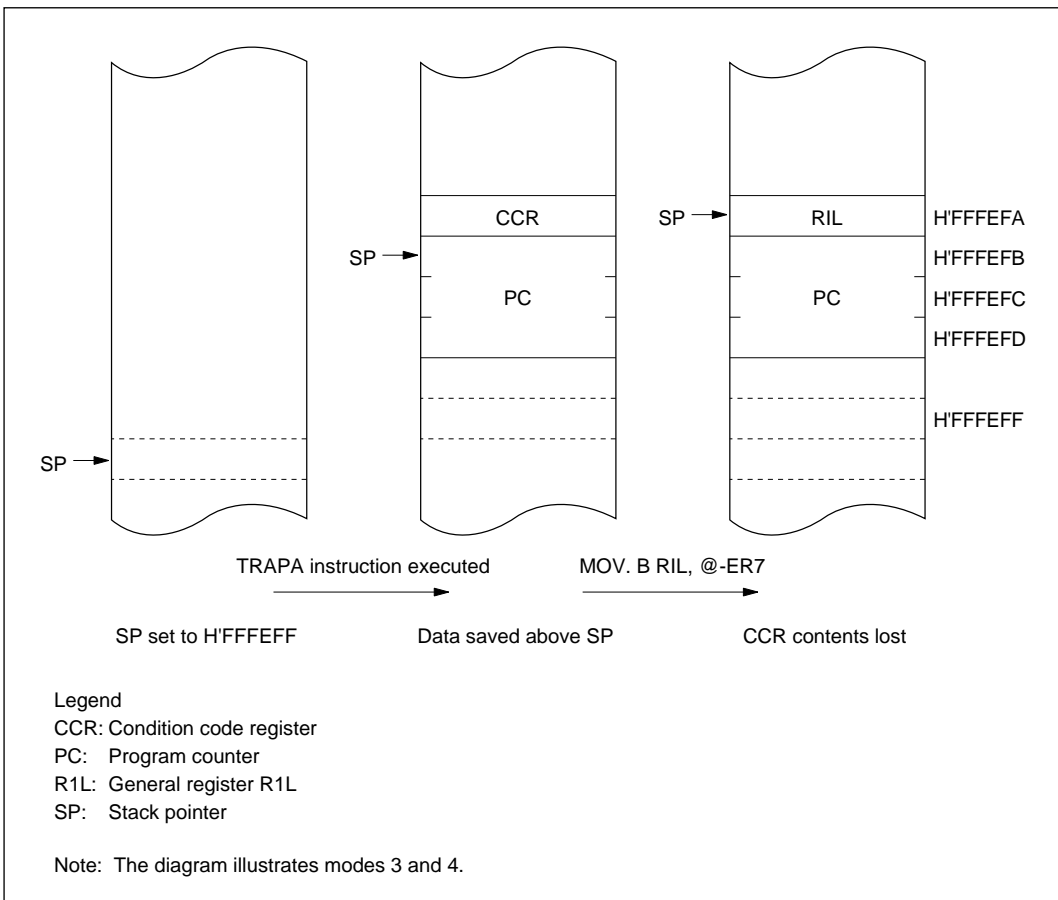 CCR
SP
RIL
H'FFFEFA
SP
H'FFFEFB
PC
PC
H'FFFEFC
H'FFFEFD
H'FFFEFF
SP
TRAPA instruction executed
MOV. B RIL, @-ER7
SP set to H'FFFEFF
Data saved above SP
CCR contents lost
Legend
CCR: Condition code register
PC: Program counter
R1L: General register R1L
SP: Stack pointer
Note: The diagram illustrates modes 3 and 4.